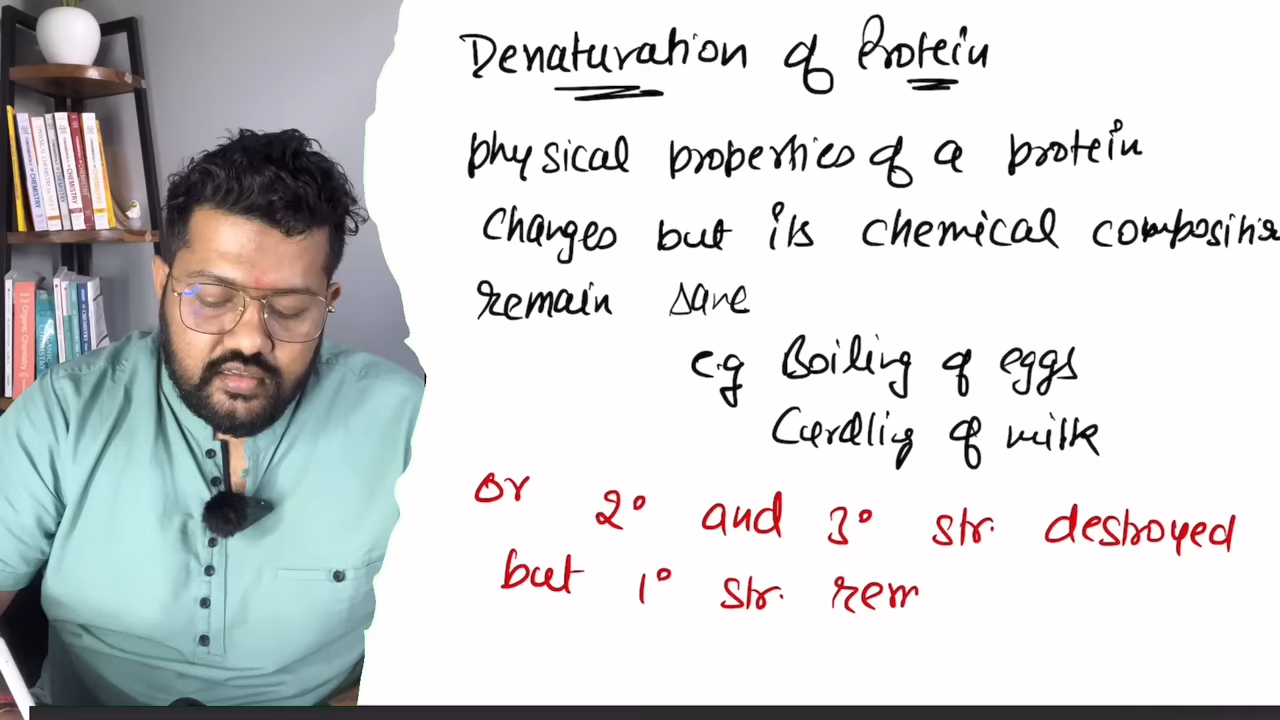 Denaturation of Protein
physical properties of a protein
changes but its chemical composition
remain same
e.g Boiling of eggs
Curdling of milk
or 2° and 3° str. destroyed
but 1° str. rem